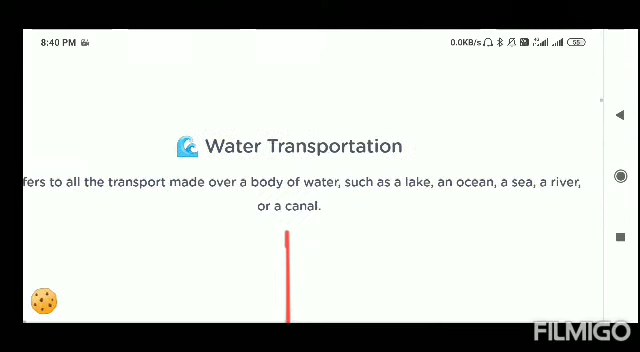 8:40 PM
0.0KB/s
55
🌊 Water Transportation
fers to all the transport made over a body of water, such as a lake, an ocean, a sea, a river,
or a canal.
FILMIGO